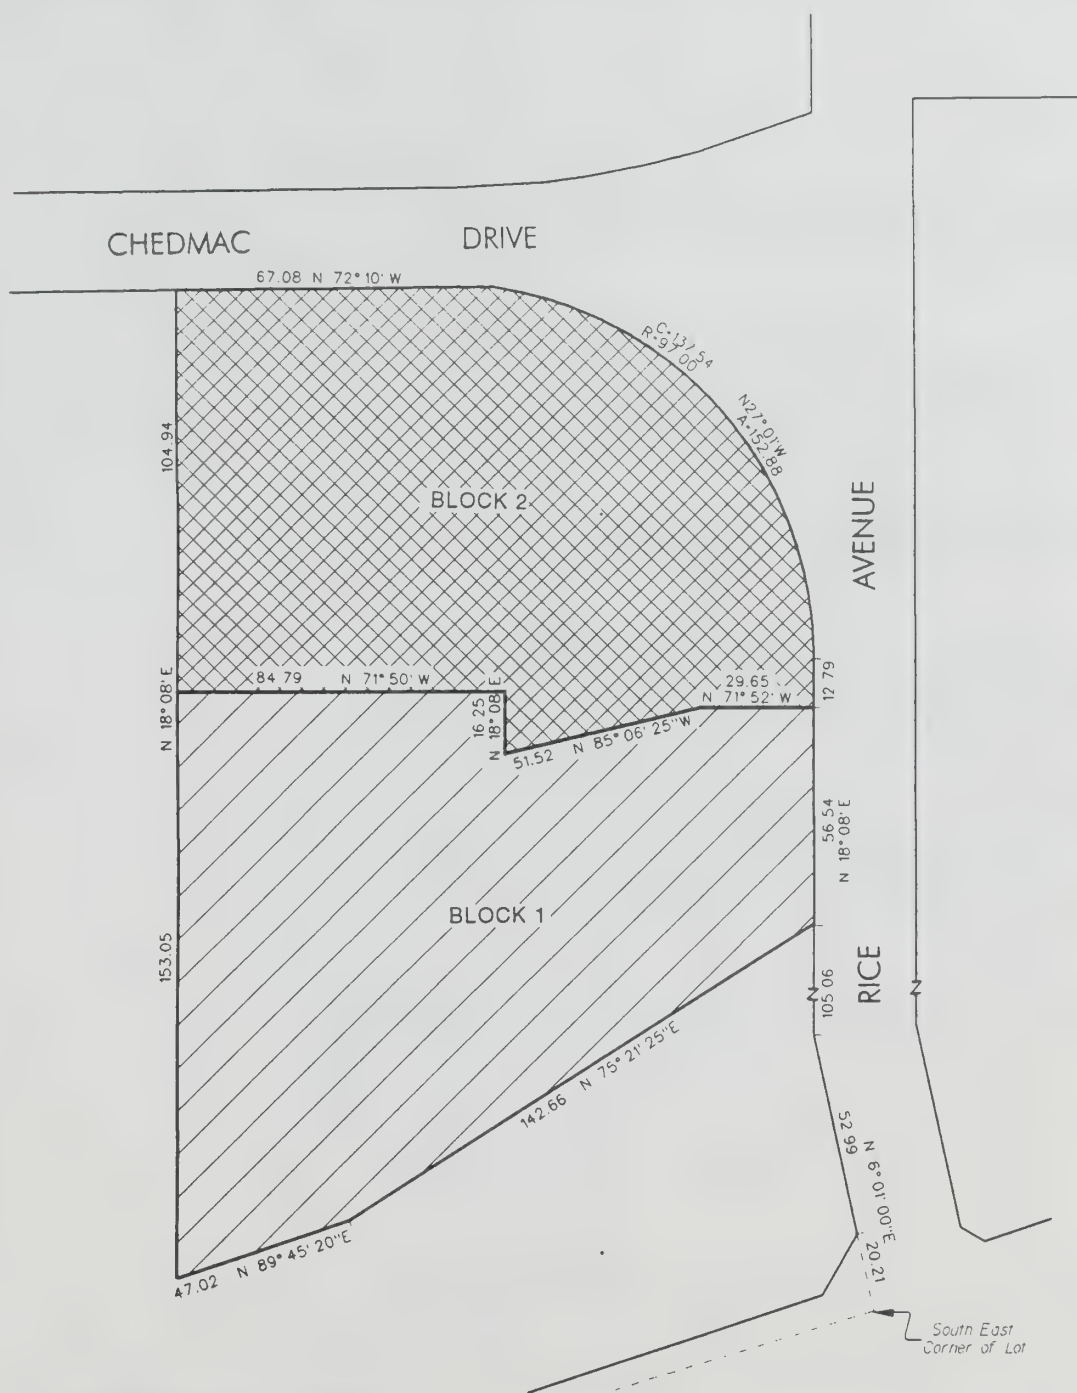 CHEDMAC DRIVE
67.08 N 72° 10' W
C=137.54
R=97.00
N27°01'W
A=152.88
104.94
BLOCK 2
AVENUE
N 18° 08' E
84.79 N 71° 50' W
16 25
N 18° 08' E
29.65
N 71° 52' W
12 79
51.52 N 85° 06' 25"W
56.54
N 18° 08' E
BLOCK 1
153.05
RICE
105 06
142.66 N 75° 21' 25"E
52 99
N 6° 01' 00"E
20.21
47.02 N 89° 45' 20"E
South East
Corner of Lot